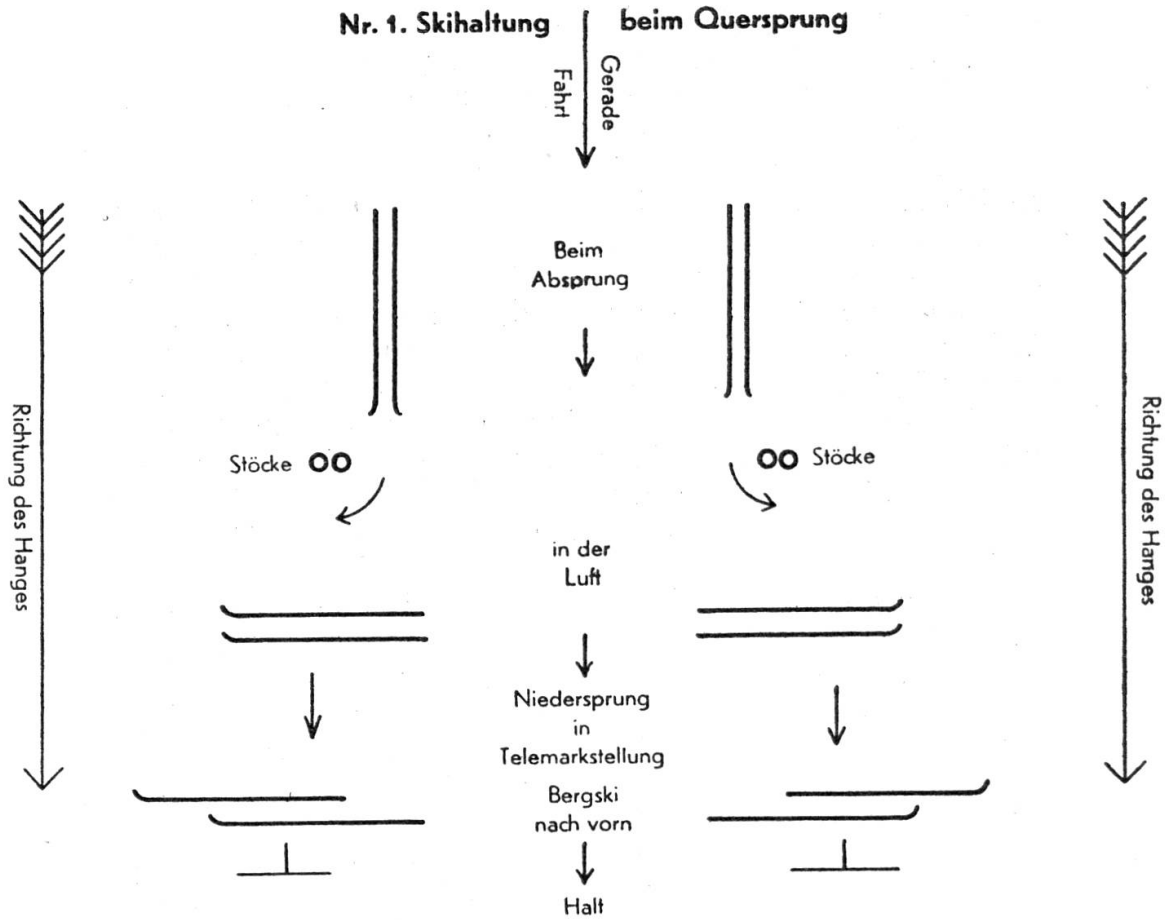 Nr. 1. Skihaltung beim Quersprung
Gerade
Fahrt
Beim
Absprung
Richtung des Hanges
Richtung des Hanges
Stöcke
Stöcke
in der
Luft
Niedersprung
in
Telemarkstellung
Bergski
nach vorn
Halt